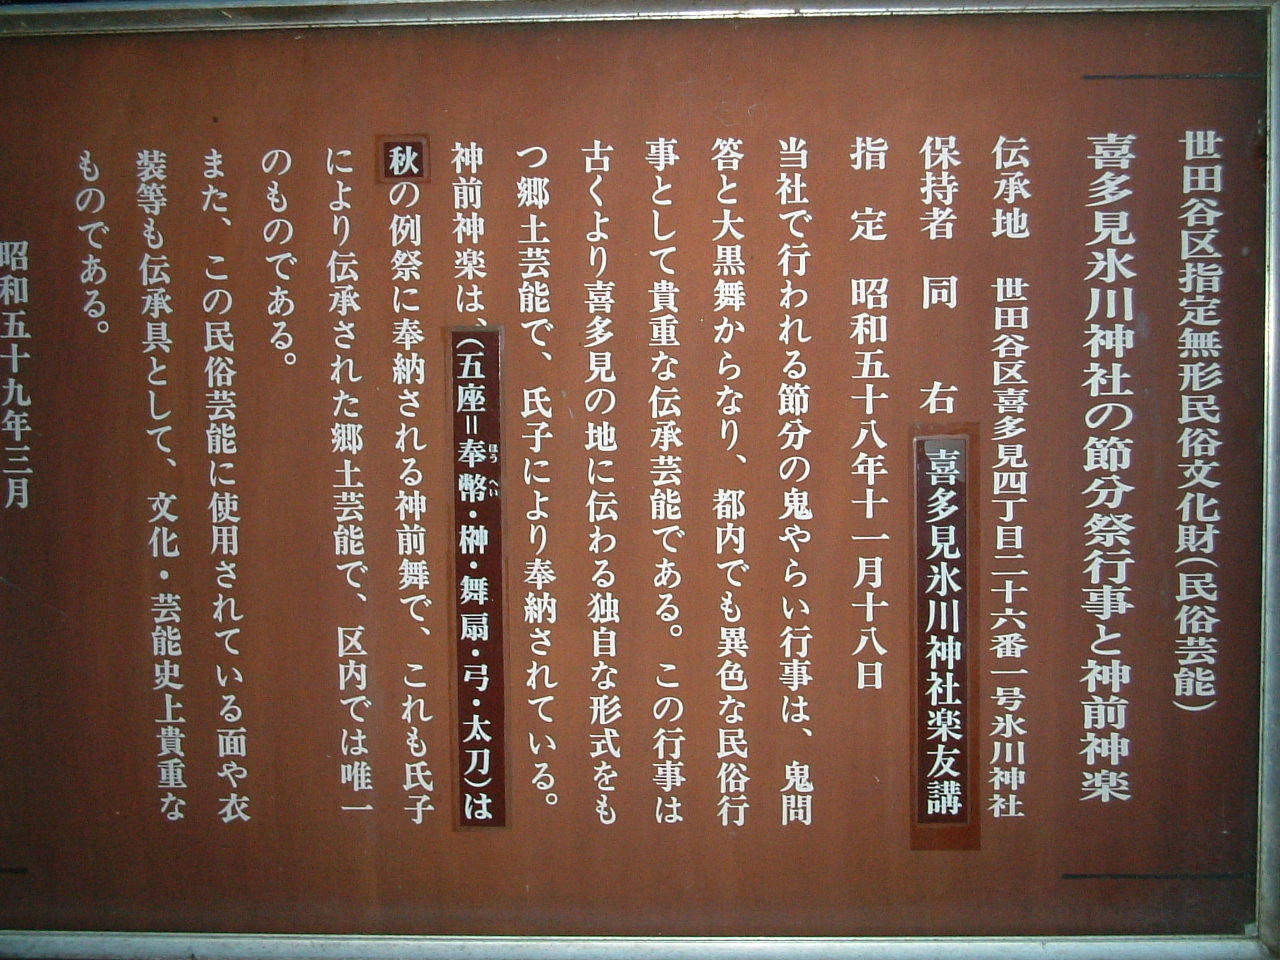 世田谷区指定無形民俗文化財(民俗芸能)
喜多見氷川神社の節分祭行事と神前神楽
伝承地 世田谷区喜多見四丁目二十六番一号氷川神社
保持者 同 右 喜多見氷川神社楽友講
指 定 昭和五十八年十一月十八日
当社で行われる節分の鬼やらい行事は、鬼問
答と大黒舞からなり、都内でも異色な民俗行
事として貴重な伝承芸能である。この行事は
古くより喜多見の地に伝わる独自な形式をも
つ郷土芸能で、氏子により奉納されている。
神前神楽は、(五座=奉幣・榊・舞扇・弓・太刀)は
ほうへい
秋の例祭に奉納される神前舞で、これも氏子
により伝承された郷土芸能で、区内では唯一
のものである。
また、この民俗芸能に使用されている面や衣
装等も伝承具として、文化・芸能史上貴重な
ものである。
昭和五十九年三月